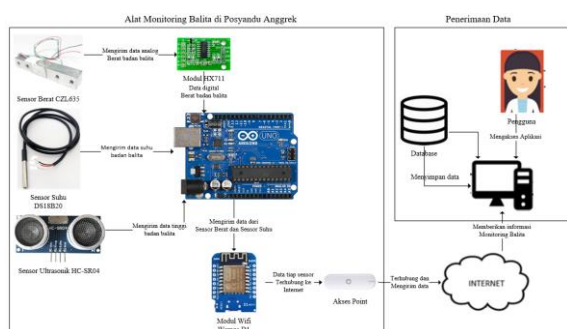 Alat Monitoring Balita di Posyandu Anggrek
Penerimaan Data
Mengirim data analog
Berat badan balita
Modul HX711
Sensor Berat CZL635
Data digital
Berat badan balita
Mengirim data suhu
badan balita
Sensor Suhu
DS18B20
ARDUINO
UNO
Mengirim data tinggi
badan balita
Sensor Ultrasonik HC-SR04
Mengirim data dari
Sensor Berat dan Sensor Suhu
Modul Wifi
Data tiap sensor
Terhubung ke
Internet
Akses Point
Terhubung dan
Mengirim data
INTERNET
Pengguna
Mengakses Aplikasi
Database
Menyimpan data
Memberikan informasi
Monitoring Balita